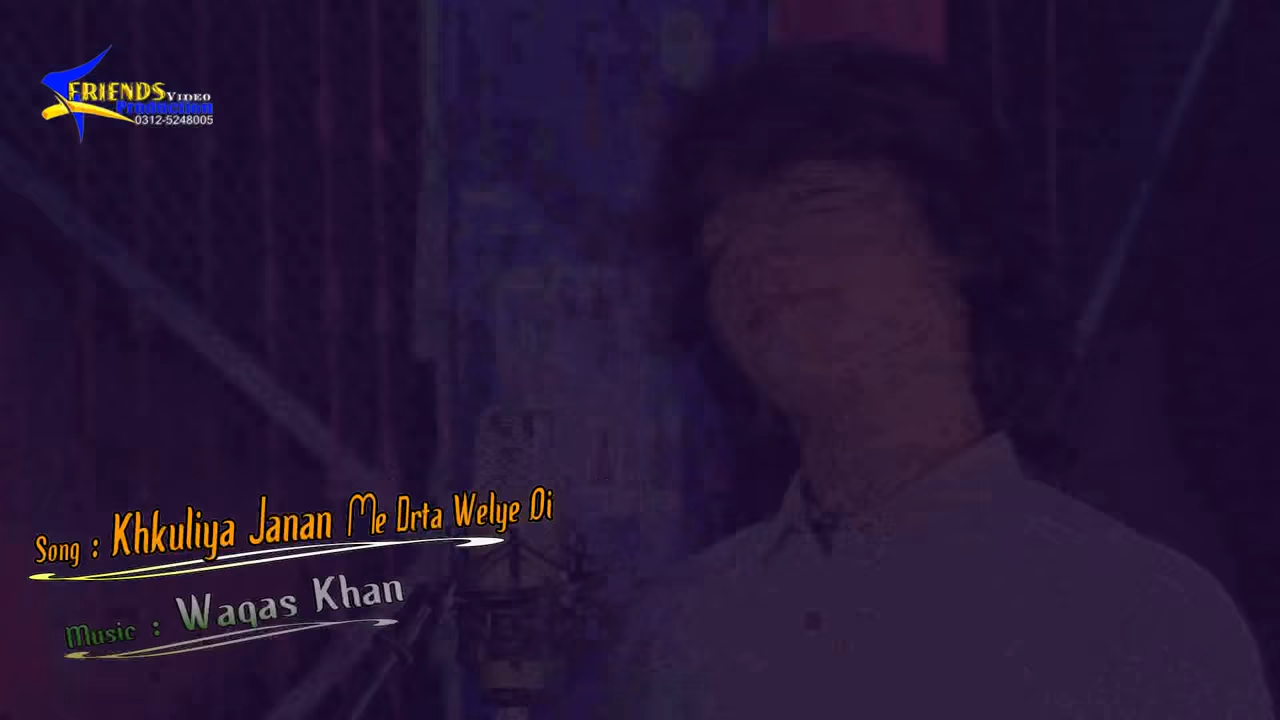 FRIENDS VIDEO
Production
0312-5248005
Song : Khkuliya Janan Me Drta Welye Di
Music : Waqas Khan